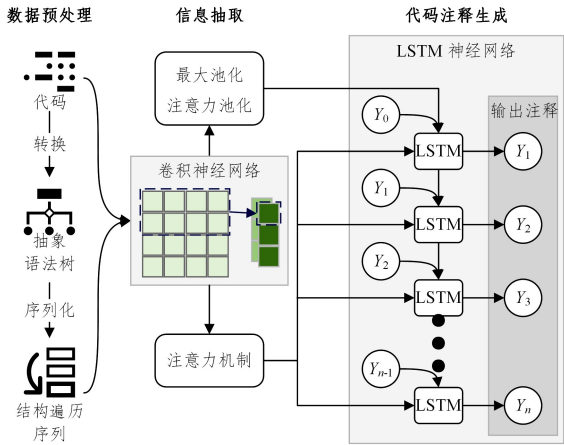 数据预处理
信息抽取
代码注释生成
代码
转换
抽象
语法树
序列化
结构遍历
序列
最大池化
注意力池化
卷积神经网络
注意力机制
LSTM 神经网络
输出注释
Y0
LSTM
Y1
Y1
LSTM
Y2
Y2
LSTM
Y3
Yn-1
LSTM
Yn